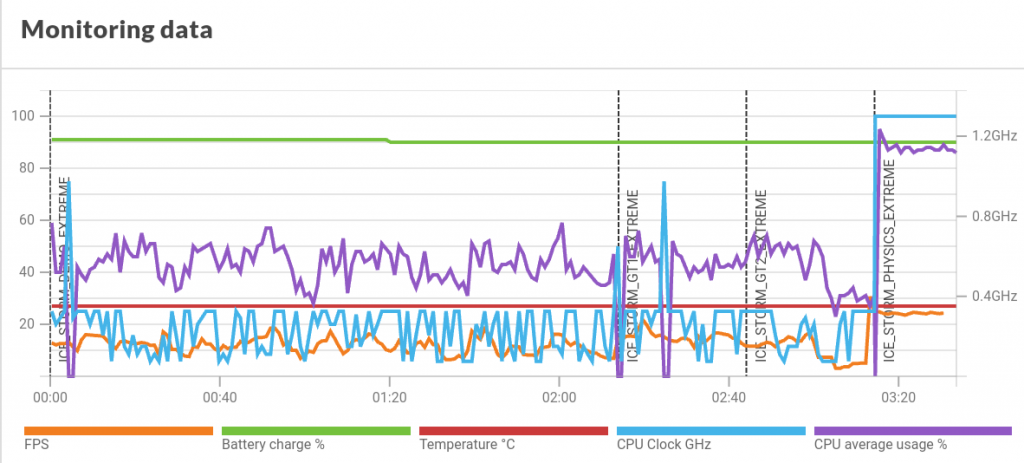 Monitoring data
100
80
60
40
20
1.2GHz
0.8GHz
0.4GHz
ICE_STORM_DEMO_EXTREME
ICE_STORM_GT1_EXTREME
ICE_STORM_GT2_EXTREME
ICE_STORM_PHYSICS_EXTREME
00:00 00:40 01:20 02:00 02:40 03:20
FPS Battery charge % Temperature °C CPU Clock GHz CPU average usage %